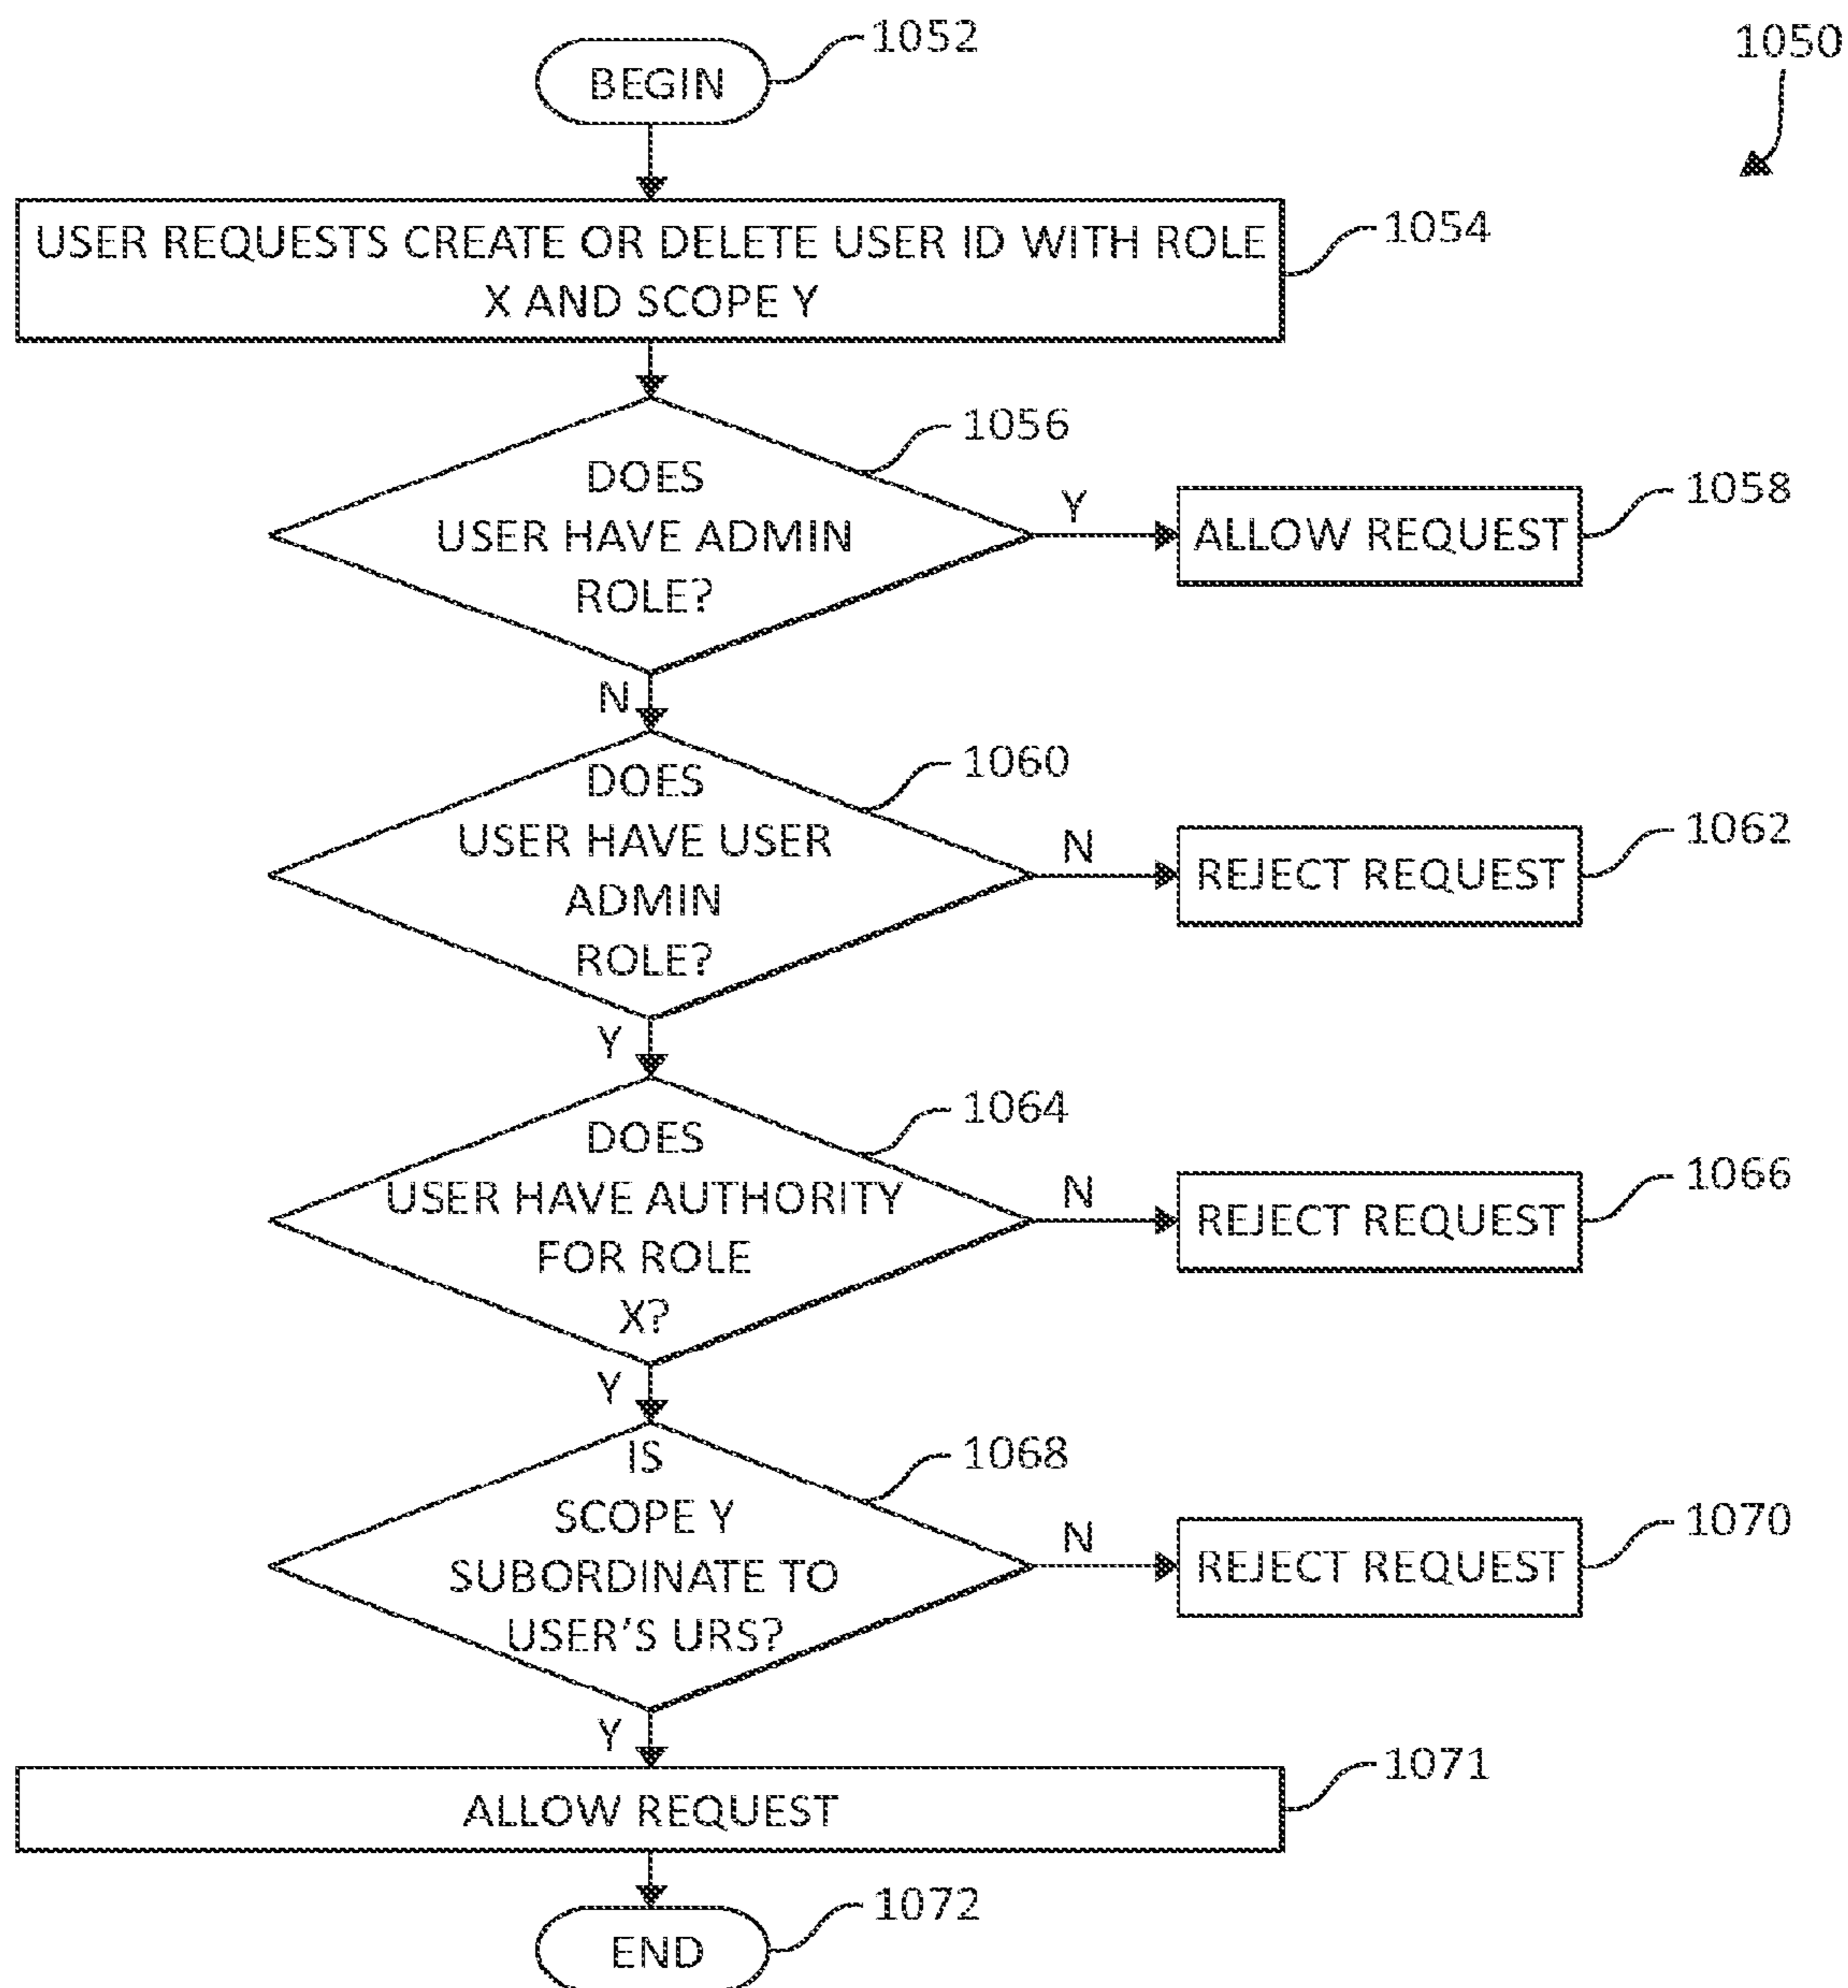 1052
1050
BEGIN
1054
USER REQUESTS CREATE OR DELETE USER ID WITH ROLE
X AND SCOPE Y
1056
DOES
USER HAVE ADMIN
ROLE?
Y
1058
ALLOW REQUEST
N
1060
DOES
USER HAVE USER
ADMIN
ROLE?
N
1062
REJECT REQUEST
Y
1064
DOES
USER HAVE AUTHORITY
FOR ROLE
X?
N
1066
REJECT REQUEST
Y
1068
IS
SCOPE Y
SUBORDINATE TO
USER'S URS?
N
1070
REJECT REQUEST
Y
1071
ALLOW REQUEST
1072
END